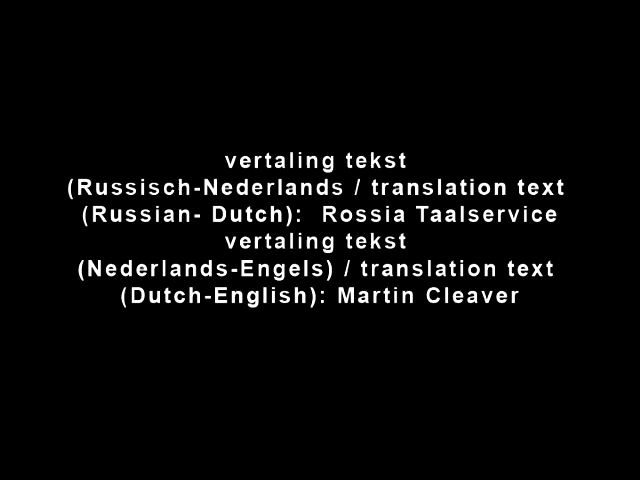 vertaling tekst
(Russisch-Nederlands / translation text
(Russian- Dutch):  Rossia Taalservice
vertaling tekst
(Nederlands-Engels) / translation text
(Dutch-English): Martin Cleaver